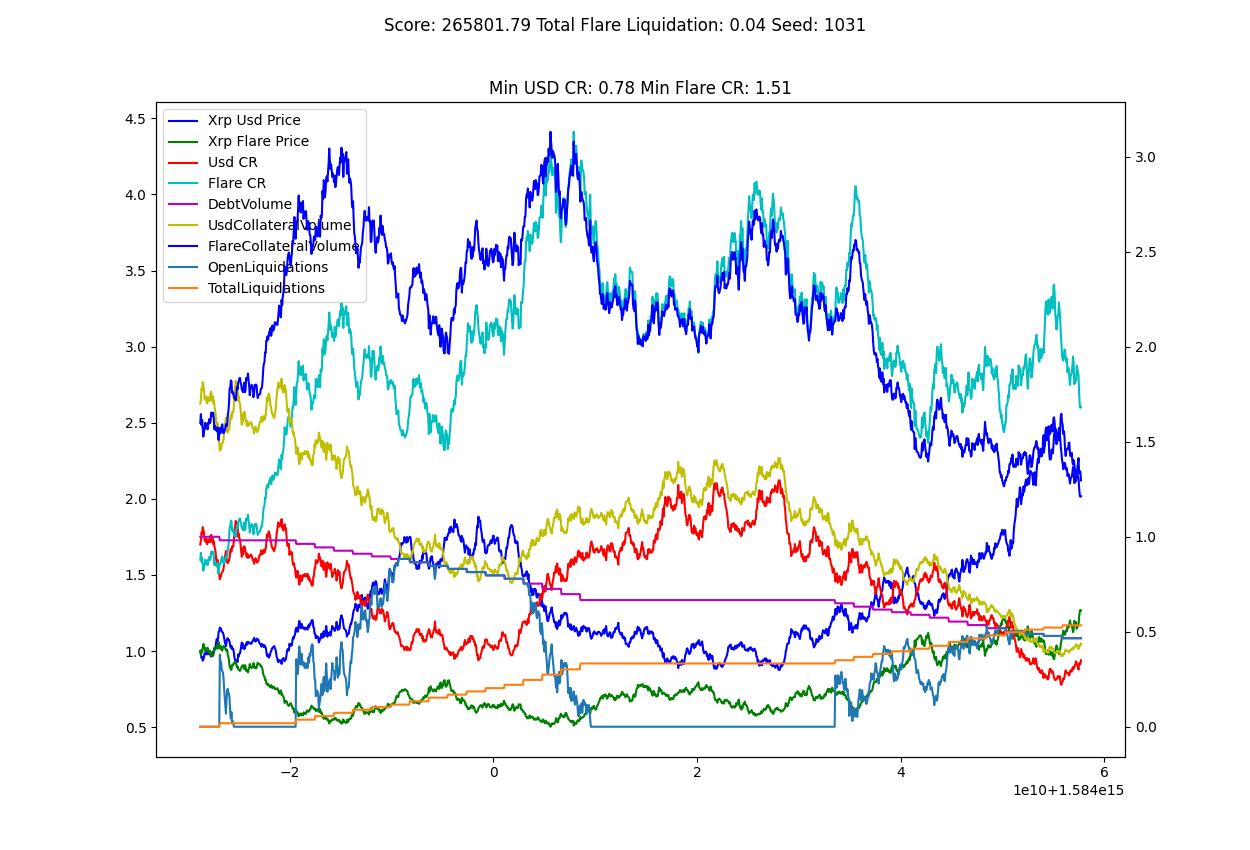 Score: 265801.79 Total Flare Liquidation: 0.04 Seed: 1031
Min USD CR: 0.78 Min Flare CR: 1.51
Xrp Usd Price
Xrp Flare Price
Usd CR
Flare CR
DebtVolume
UsdCollateralVolume
FlareCollateralVolume
OpenLiquidations
TotalLiquidations
4.5
4.0
3.5
3.0
2.5
2.0
1.5
1.0
0.5
3.0
2.5
2.0
1.5
1.0
0.5
0.0
−2 0 2 4 6
1e10+1.584e15